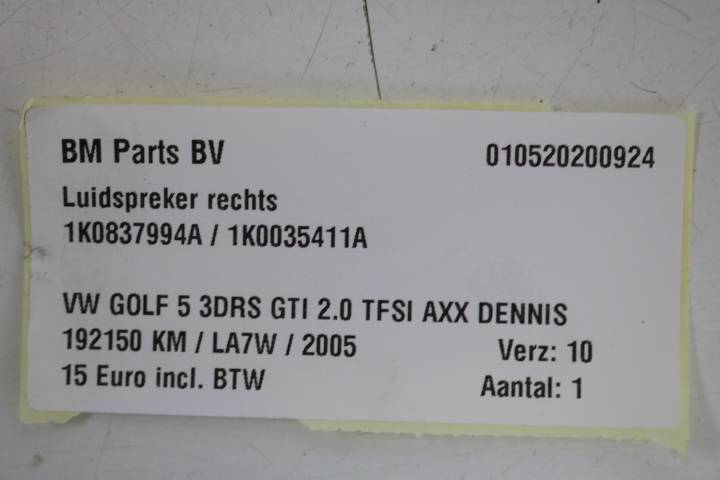 BM Parts BV 010520200924
Luidspreker rechts
1K0837994A / 1K0035411A
VW GOLF 5 3DRS GTI 2.0 TFSI AXX DENNIS
192150 KM / LA7W / 2005 Verz: 10
15 Euro incl. BTW Aantal: 1